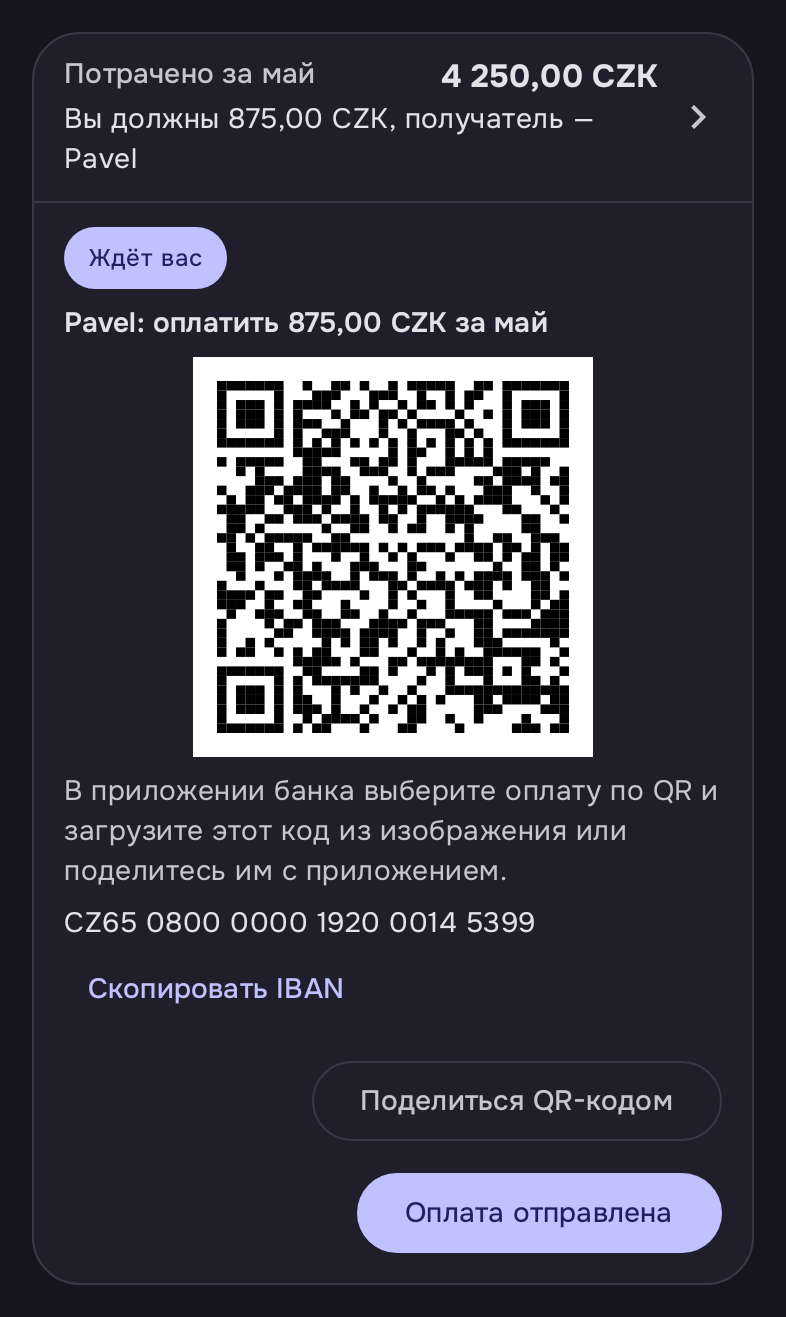 Потрачено за май 4 250,00 CZK
Вы должны 875,00 CZK, получатель —
Pavel
Ждёт вас
Pavel: оплатить 875,00 CZK за май
В приложении банка выберите оплату по QR и
загрузите этот код из изображения или
поделитесь им с приложением.
CZ65 0800 0000 1920 0014 5399
Скопировать IBAN
Поделиться QR-кодом
Оплата отправлена